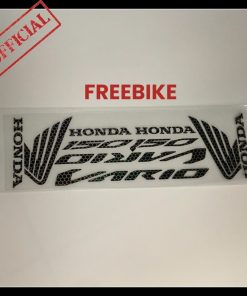 OFFICIAL
FREEBIKE
HONDA HONDA
150 150
VARIO
VARIO
HONDA
HONDA